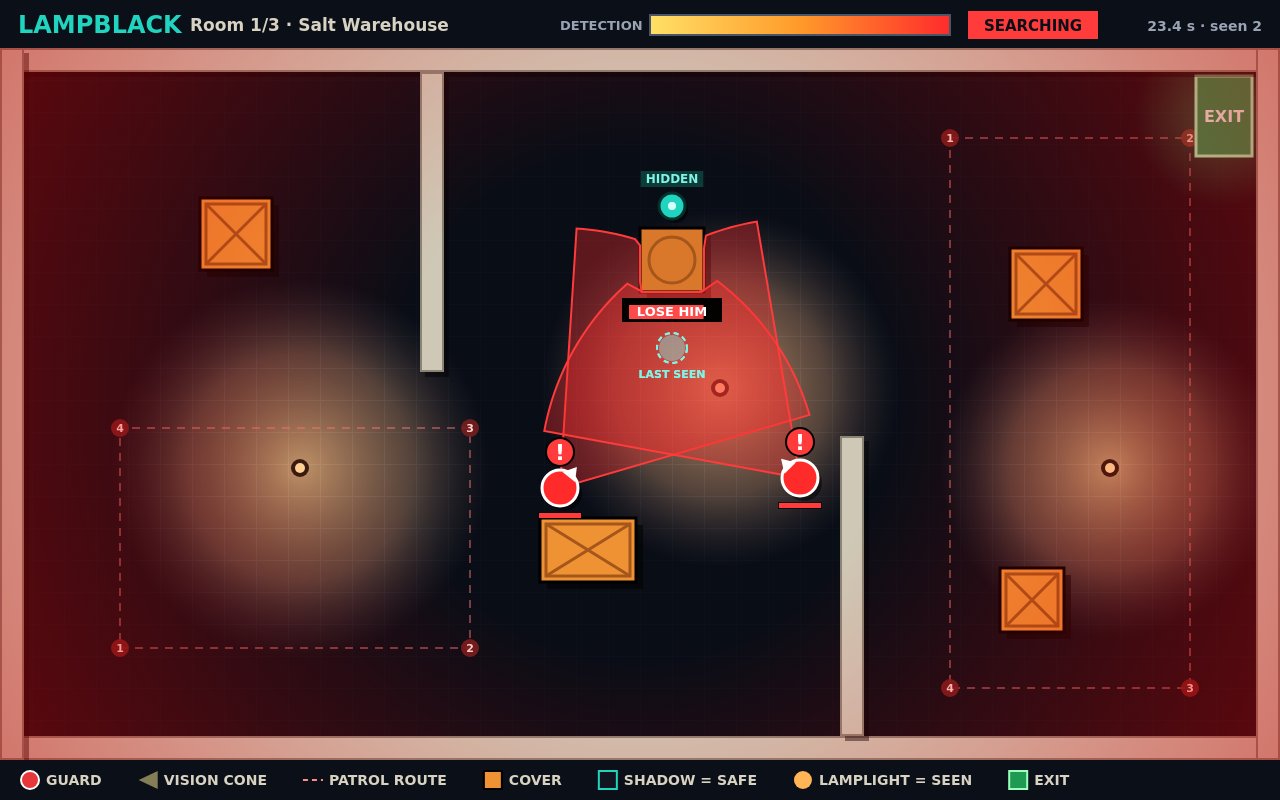 LAMPBLACK Room 1/3 · Salt Warehouse DETECTION SEARCHING 23.4 s · seen 2
EXIT
1 2
HIDDEN
LOSE HIM
LAST SEEN
4 3
! !
1 2
4 3
GUARD VISION CONE PATROL ROUTE COVER SHADOW = SAFE LAMPLIGHT = SEEN EXIT